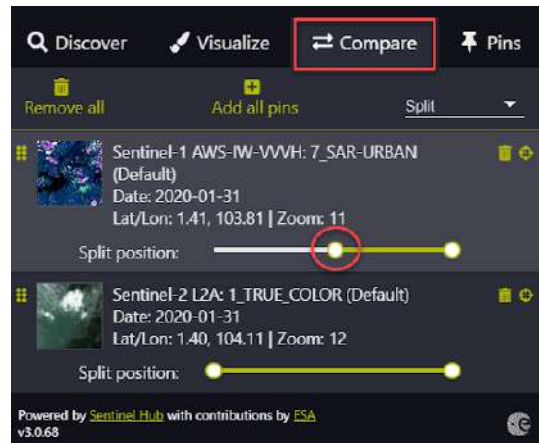 Discover Visualize Compare Pins
Remove all Add all pins Split
Sentinel-1 AWS-IW-VVVH: 7_SAR-URBAN
(Default)
Date: 2020-01-31
Lat/Lon: 1.41, 103.81 | Zoom: 11
Split position:
Sentinel-2 L2A: 1_TRUE_COLOR (Default)
Date: 2020-01-31
Lat/Lon: 1.40, 104.11 | Zoom: 12
Split position:
Powered by Sentinel Hub with contributions by ESA
v3.0.68